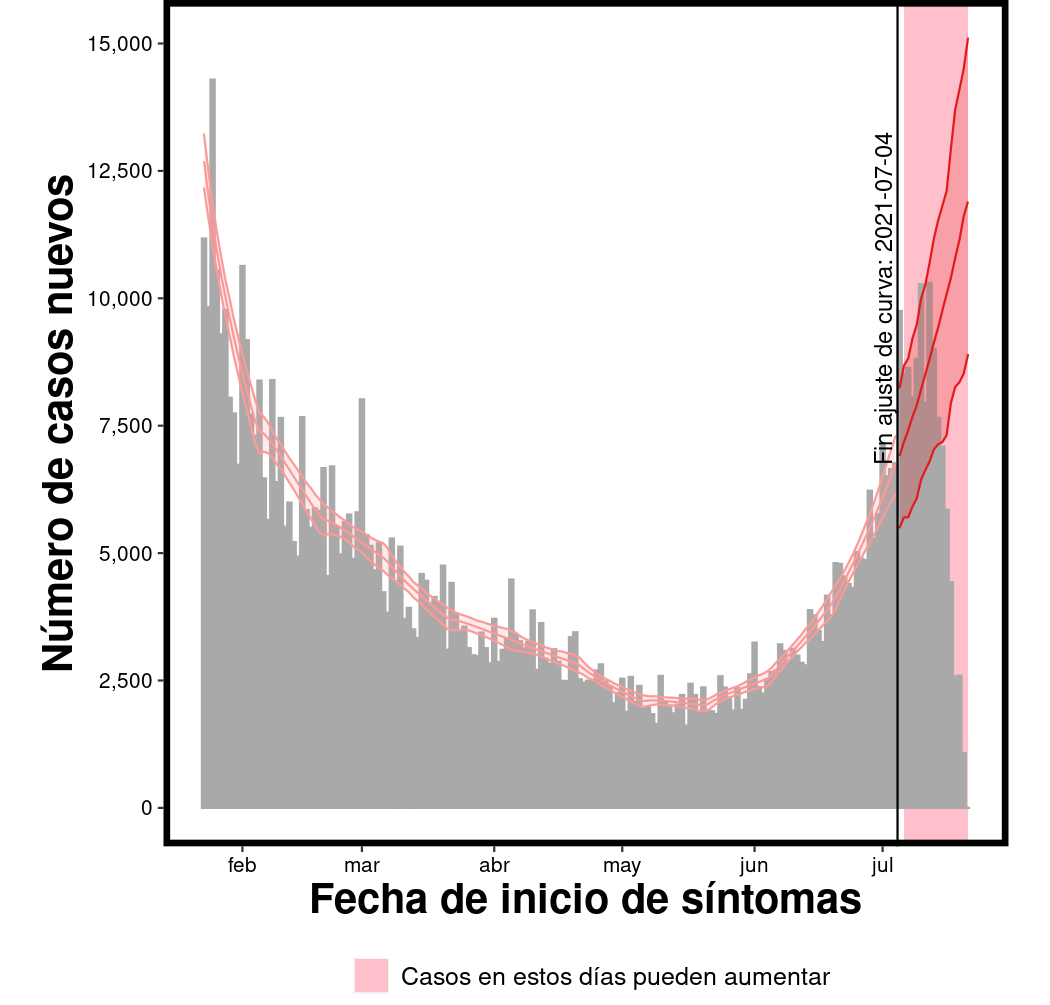 Número de casos nuevos
15,000
12,500
10,000
7,500
5,000
2,500
0
Fin ajuste de curva: 2021-07-04
feb mar abr may jun jul
Fecha de inicio de síntomas
Casos en estos días pueden aumentar